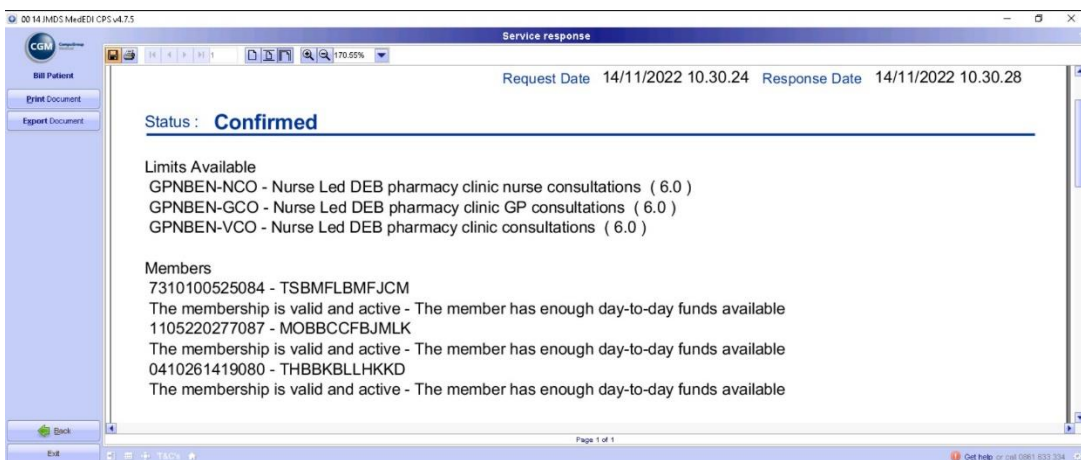 00 14 JMDS MedEDI CPS v4.7.5
Service response
CGM CompuGroup Medical
1
170.55%
Bill Patient
Print Document
Export Document
Request Date 14/11/2022 10.30.24 Response Date 14/11/2022 10.30.28
Status : Confirmed
Limits Available
GPNBEN-NCO - Nurse Led DEB pharmacy clinic nurse consultations ( 6.0 )
GPNBEN-GCO - Nurse Led DEB pharmacy clinic GP consultations ( 6.0 )
GPNBEN-VCO - Nurse Led DEB pharmacy clinic consultations ( 6.0 )
Members
7310100525084 - TSBMFLBMFJCM
The membership is valid and active - The member has enough day-to-day funds available
1105220277087 - MOBBCCFBJMLK
The membership is valid and active - The member has enough day-to-day funds available
0410261419080 - THBBKBLLHKKD
The membership is valid and active - The member has enough day-to-day funds available
Back
Page 1 of 1
Exit
T&C's
Get help or call 0861 633 334